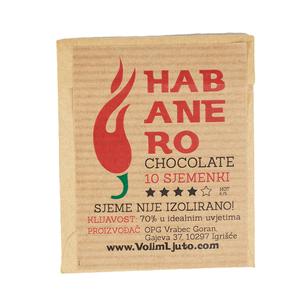 HAB
ANE
RO
CHOCOLATE
10 SJEMENKI
HOT
SJEME NIJE IZOLIRANO!
KLIJAVOST: 70% u idealnim uvjetima
PROIZVOĐAČ OPG Vrabec Goran,
Gajeva 37, 10297 Igrišće
www.VolimLjuto.com